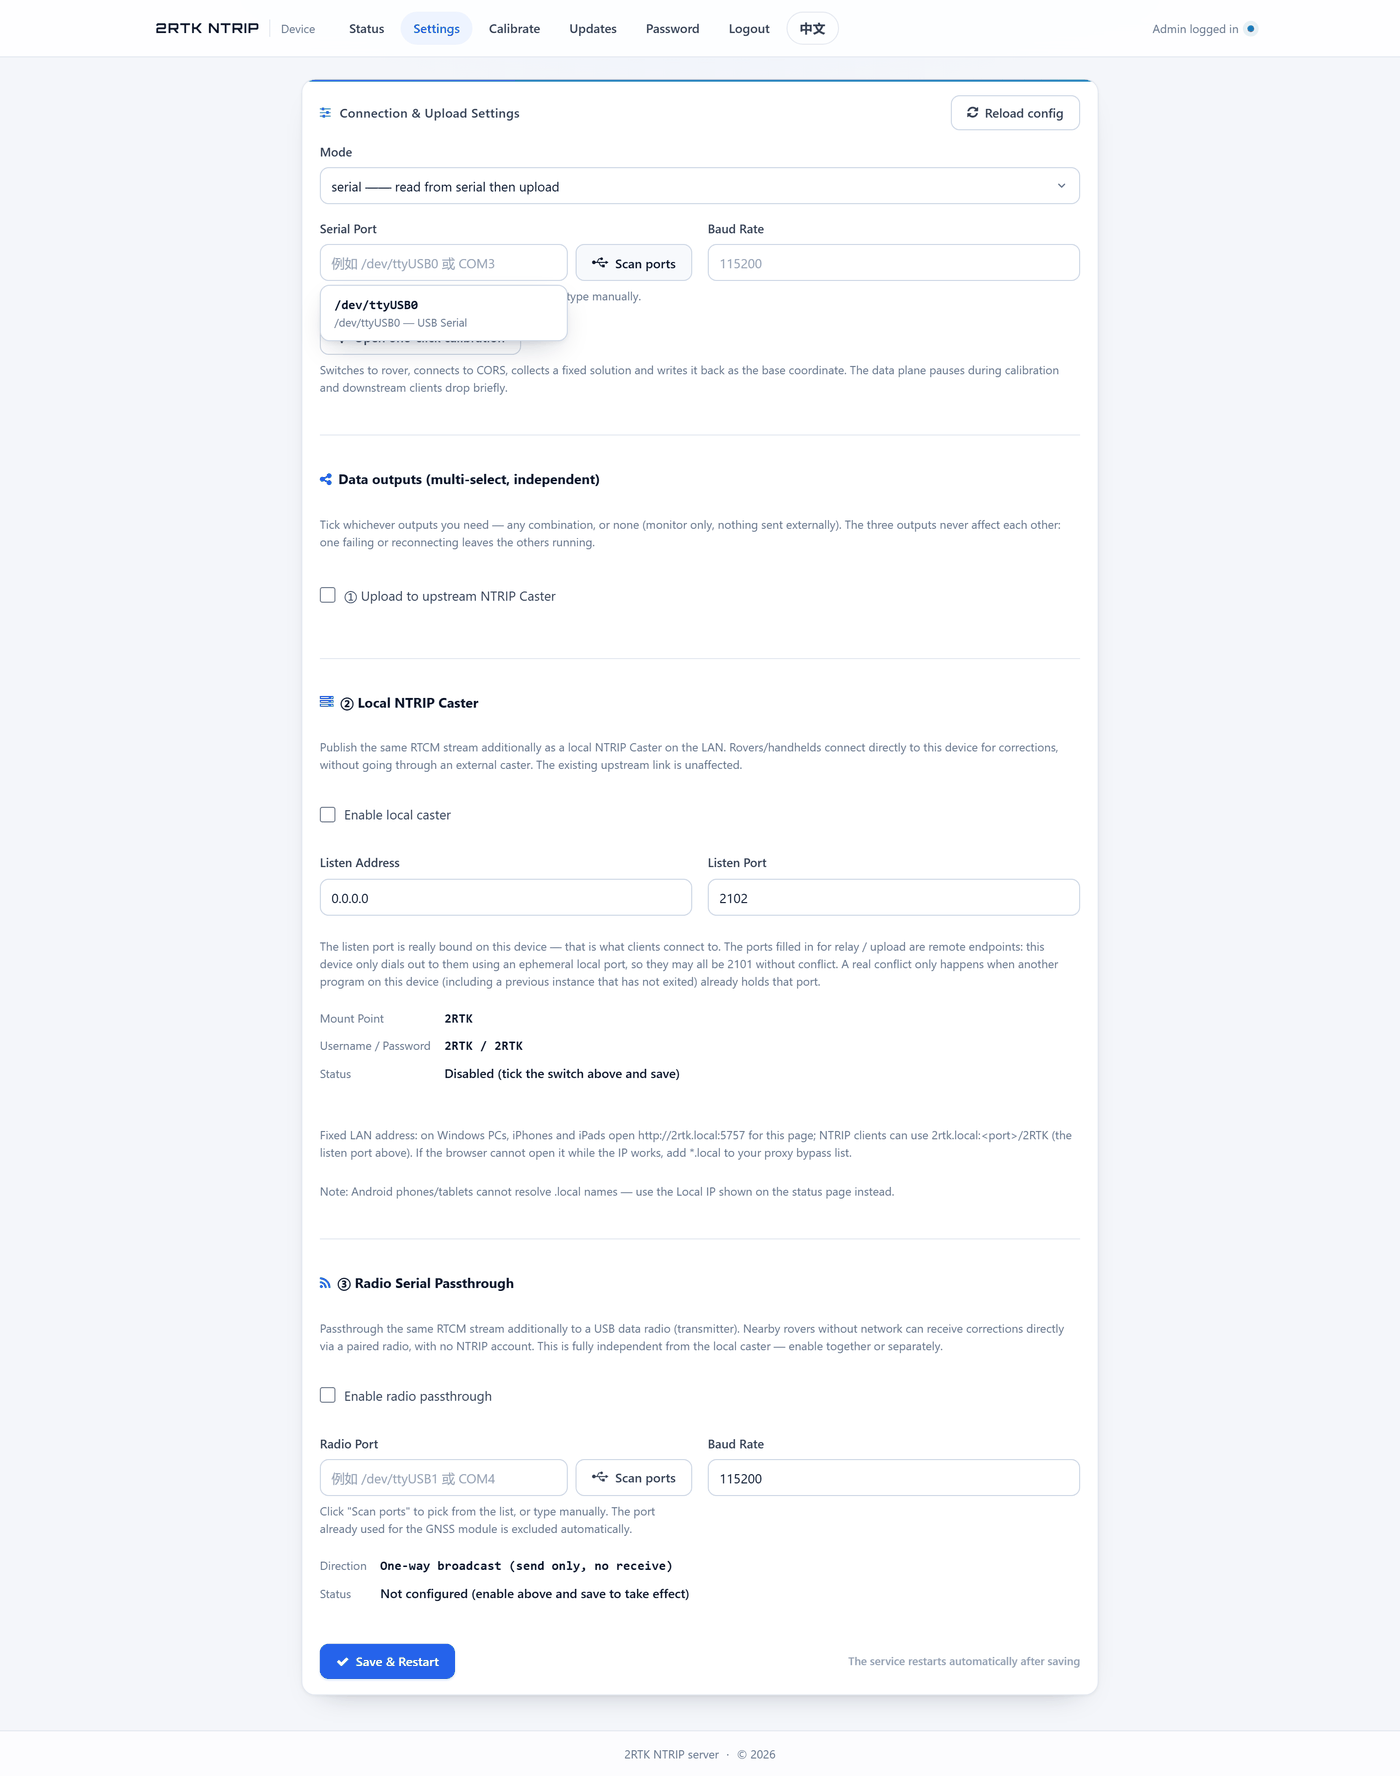 2RTK NTRIP
Device
Status
Settings
Calibrate
Updates
Password
Logout
中文
Admin logged in
Connection & Upload Settings
Reload config
Mode
serial —— read from serial then upload
Serial Port
Baud Rate
例如 /dev/ttyUSB0 或 COM3
Scan ports
115200
type manually.
/dev/ttyUSB0
/dev/ttyUSB0 — USB Serial
Switches to rover, connects to CORS, collects a fixed solution and writes it back as the base coordinate. The data plane pauses during calibration
and downstream clients drop briefly.
Data outputs (multi-select, independent)
Tick whichever outputs you need — any combination, or none (monitor only, nothing sent externally). The three outputs never affect each other:
one failing or reconnecting leaves the others running.
① Upload to upstream NTRIP Caster
② Local NTRIP Caster
Publish the same RTCM stream additionally as a local NTRIP Caster on the LAN. Rovers/handhelds connect directly to this device for corrections,
without going through an external caster. The existing upstream link is unaffected.
Enable local caster
Listen Address
Listen Port
0.0.0.0
2102
The listen port is really bound on this device — that is what clients connect to. The ports filled in for relay / upload are remote endpoints: this
device only dials out to them using an ephemeral local port, so they may all be 2101 without conflict. A real conflict only happens when another
program on this device (including a previous instance that has not exited) already holds that port.
Mount Point 2RTK
Username / Password 2RTK / 2RTK
Status Disabled (tick the switch above and save)
Fixed LAN address: on Windows PCs, iPhones and iPads open http://2rtk.local:5757 for this page; NTRIP clients can use 2rtk.local:<port>/2RTK (the
listen port above). If the browser cannot open it while the IP works, add *.local to your proxy bypass list.
Note: Android phones/tablets cannot resolve .local names — use the Local IP shown on the status page instead.
③ Radio Serial Passthrough
Passthrough the same RTCM stream additionally to a USB data radio (transmitter). Nearby rovers without network can receive corrections directly
via a paired radio, with no NTRIP account. This is fully independent from the local caster — enable together or separately.
Enable radio passthrough
Radio Port
Baud Rate
例如 /dev/ttyUSB1 或 COM4
Scan ports
115200
Click "Scan ports" to pick from the list, or type manually. The port
already used for the GNSS module is excluded automatically.
Direction One-way broadcast (send only, no receive)
Status Not configured (enable above and save to take effect)
Save & Restart
The service restarts automatically after saving
2RTK NTRIP server · © 2026